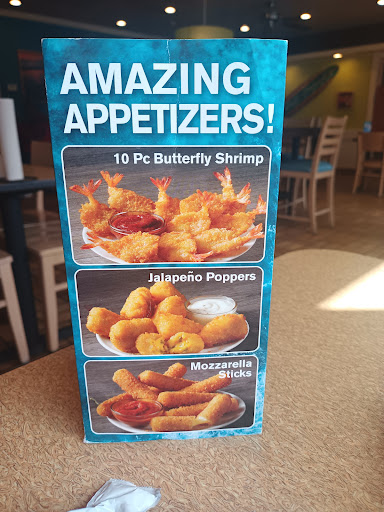 AMAZING
APPETIZERS!
10 Pc Butterfly Shrimp
Jalapeño Poppers
Mozzarella
Sticks